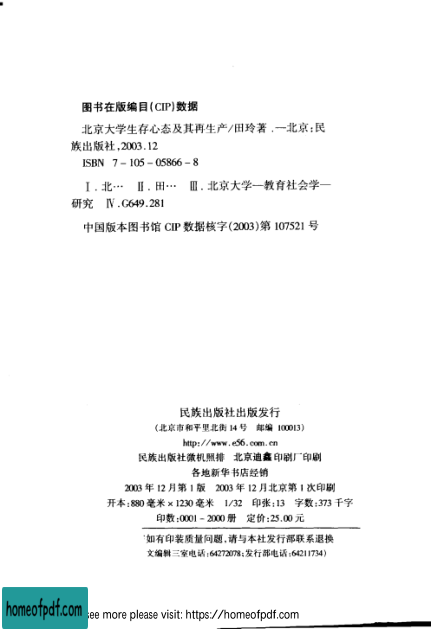 图书在版编目(CIP)数据
北京大学生存心态及其再生产/田玲著.—北京:民
族出版社,2003.12
ISBN 7-105-05866-8
Ⅰ.北… Ⅱ.田… Ⅲ.北京大学—教育社会学—
研究 Ⅳ.G649.281
中国版本图书馆CIP数据核字(2003)第107521号
民族出版社出版发行
(北京市和平里北街14号 邮编 100013)
http://www.e56.com.cn
民族出版社微机照排 北京迪鑫印刷厂印刷
各地新华书店经销
2003年12月第1版 2003年12月北京第1次印刷
开本:880毫米×1230毫米 1/32 印张:13 字数:373千字
印数:0001-2000册 定价:25.00元
如有印装质量问题,请与本社发行部联系退换
文编辑三室电话:64272078;发行部电话:64211734)
homeofpdf.com
see more please visit: https://homeofpdf.com